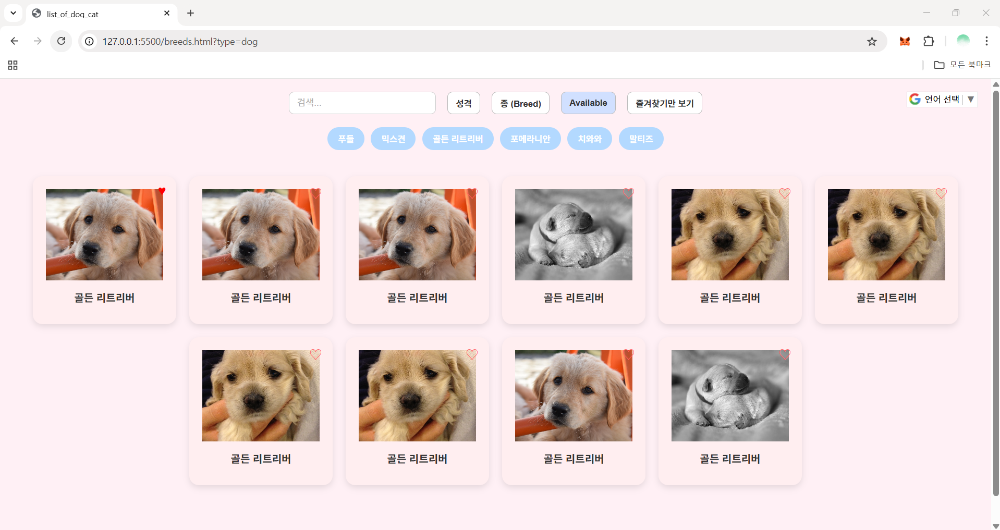 list_of_dog_cat
127.0.0.1:5500/breeds.html?type=dog
모든 북마크
검색...
성격
종 (Breed)
Available
즐겨찾기만 보기
언어 선택 ▼
푸들
믹스견
골든 리트리버
포메라니안
치와와
말티즈
골든 리트리버
골든 리트리버
골든 리트리버
골든 리트리버
골든 리트리버
골든 리트리버
골든 리트리버
골든 리트리버
골든 리트리버
골든 리트리버